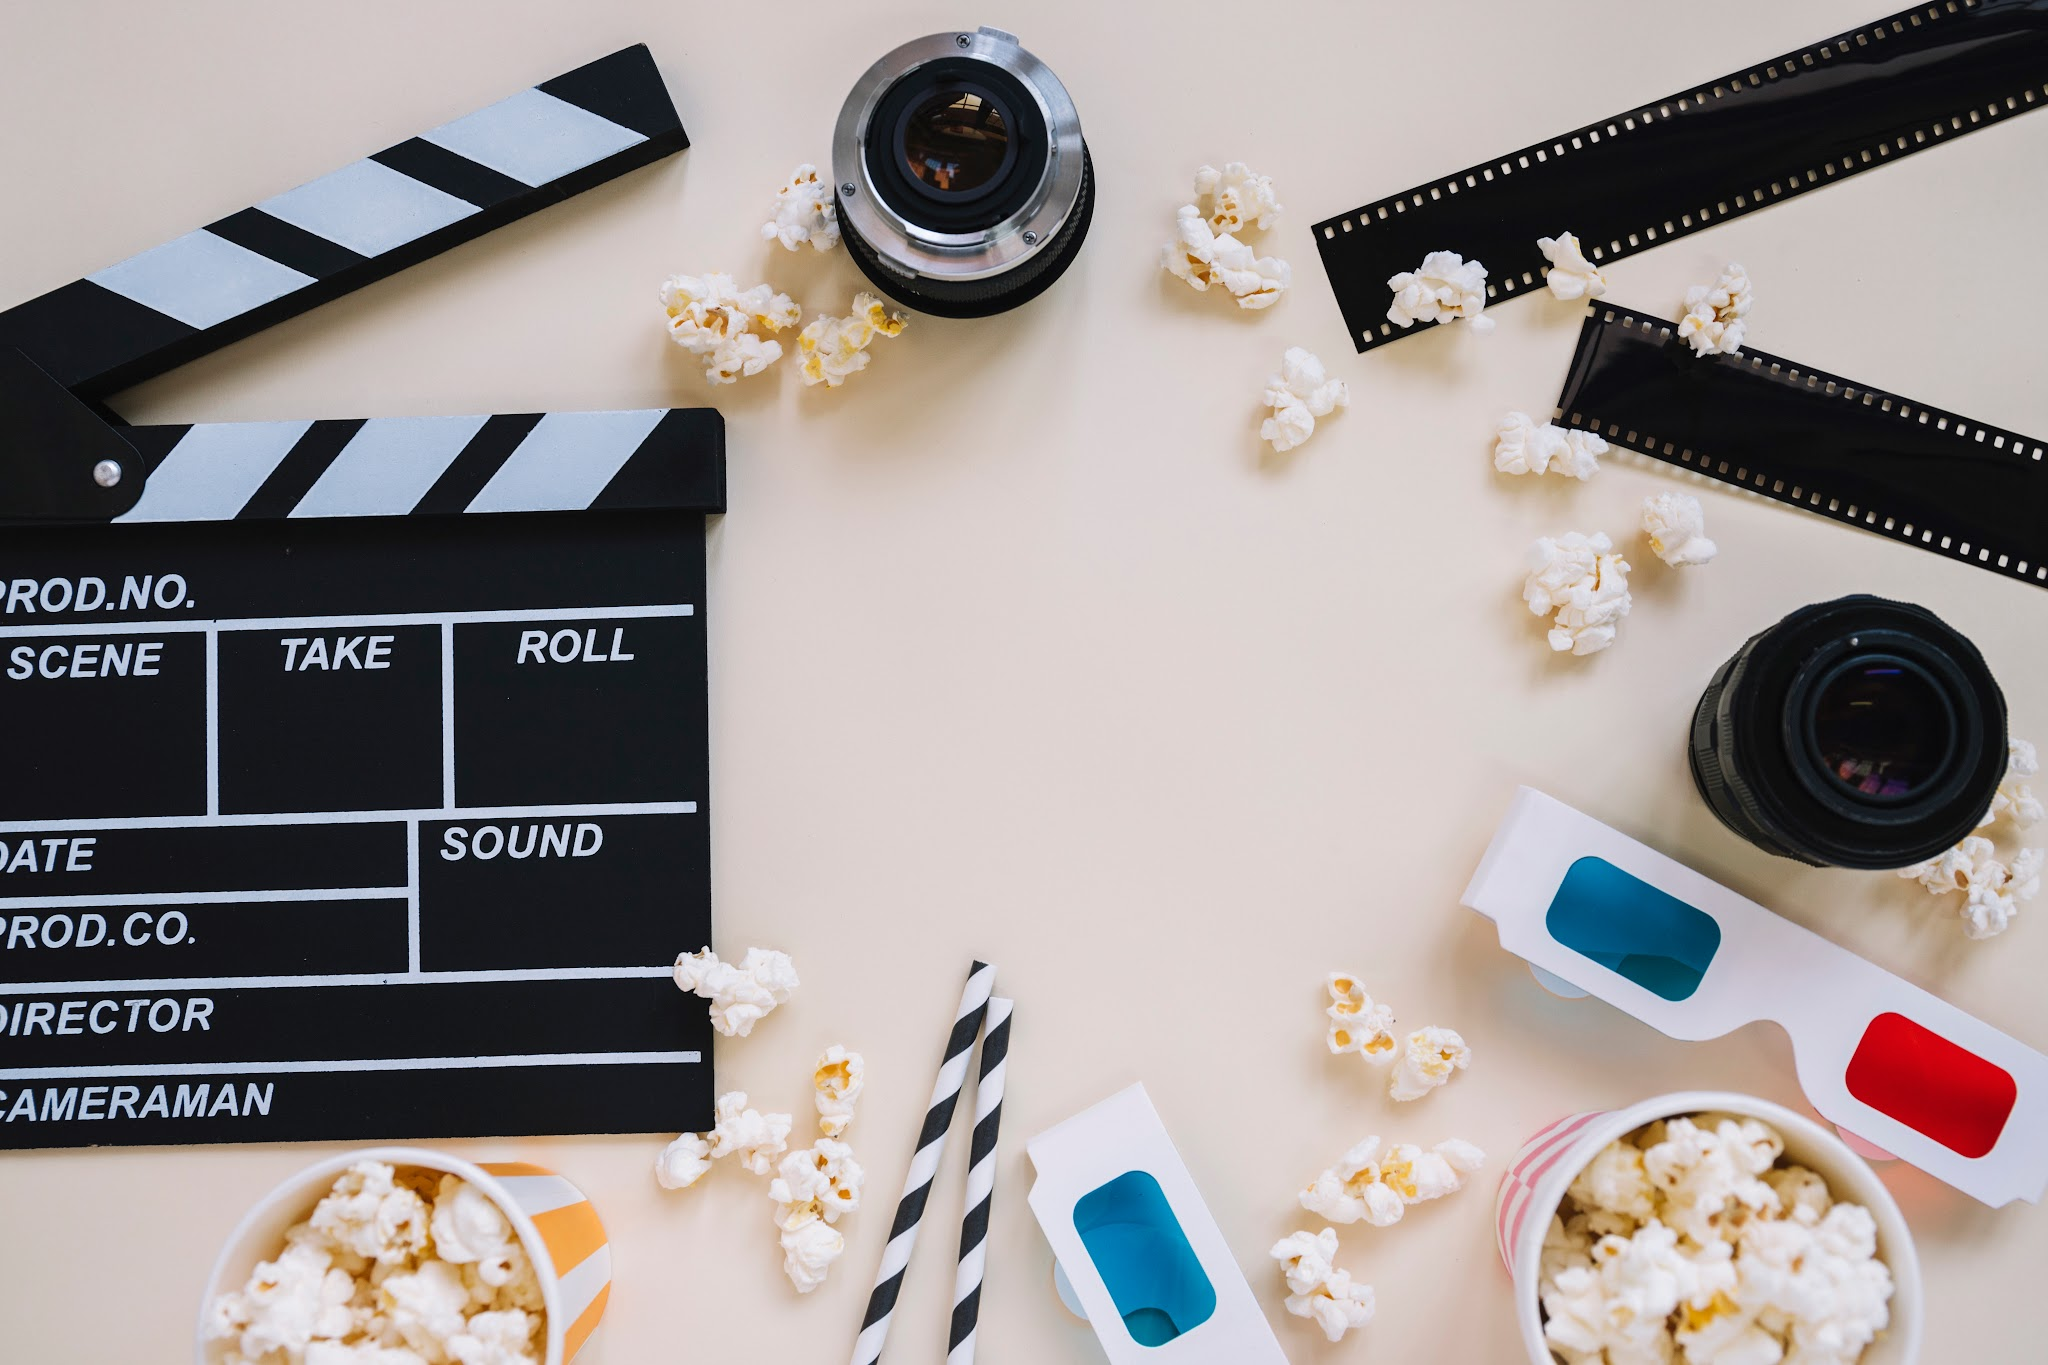 PROD.NO.
SCENE TAKE ROLL
DATE SOUND
PROD.CO.
DIRECTOR
CAMERAMAN